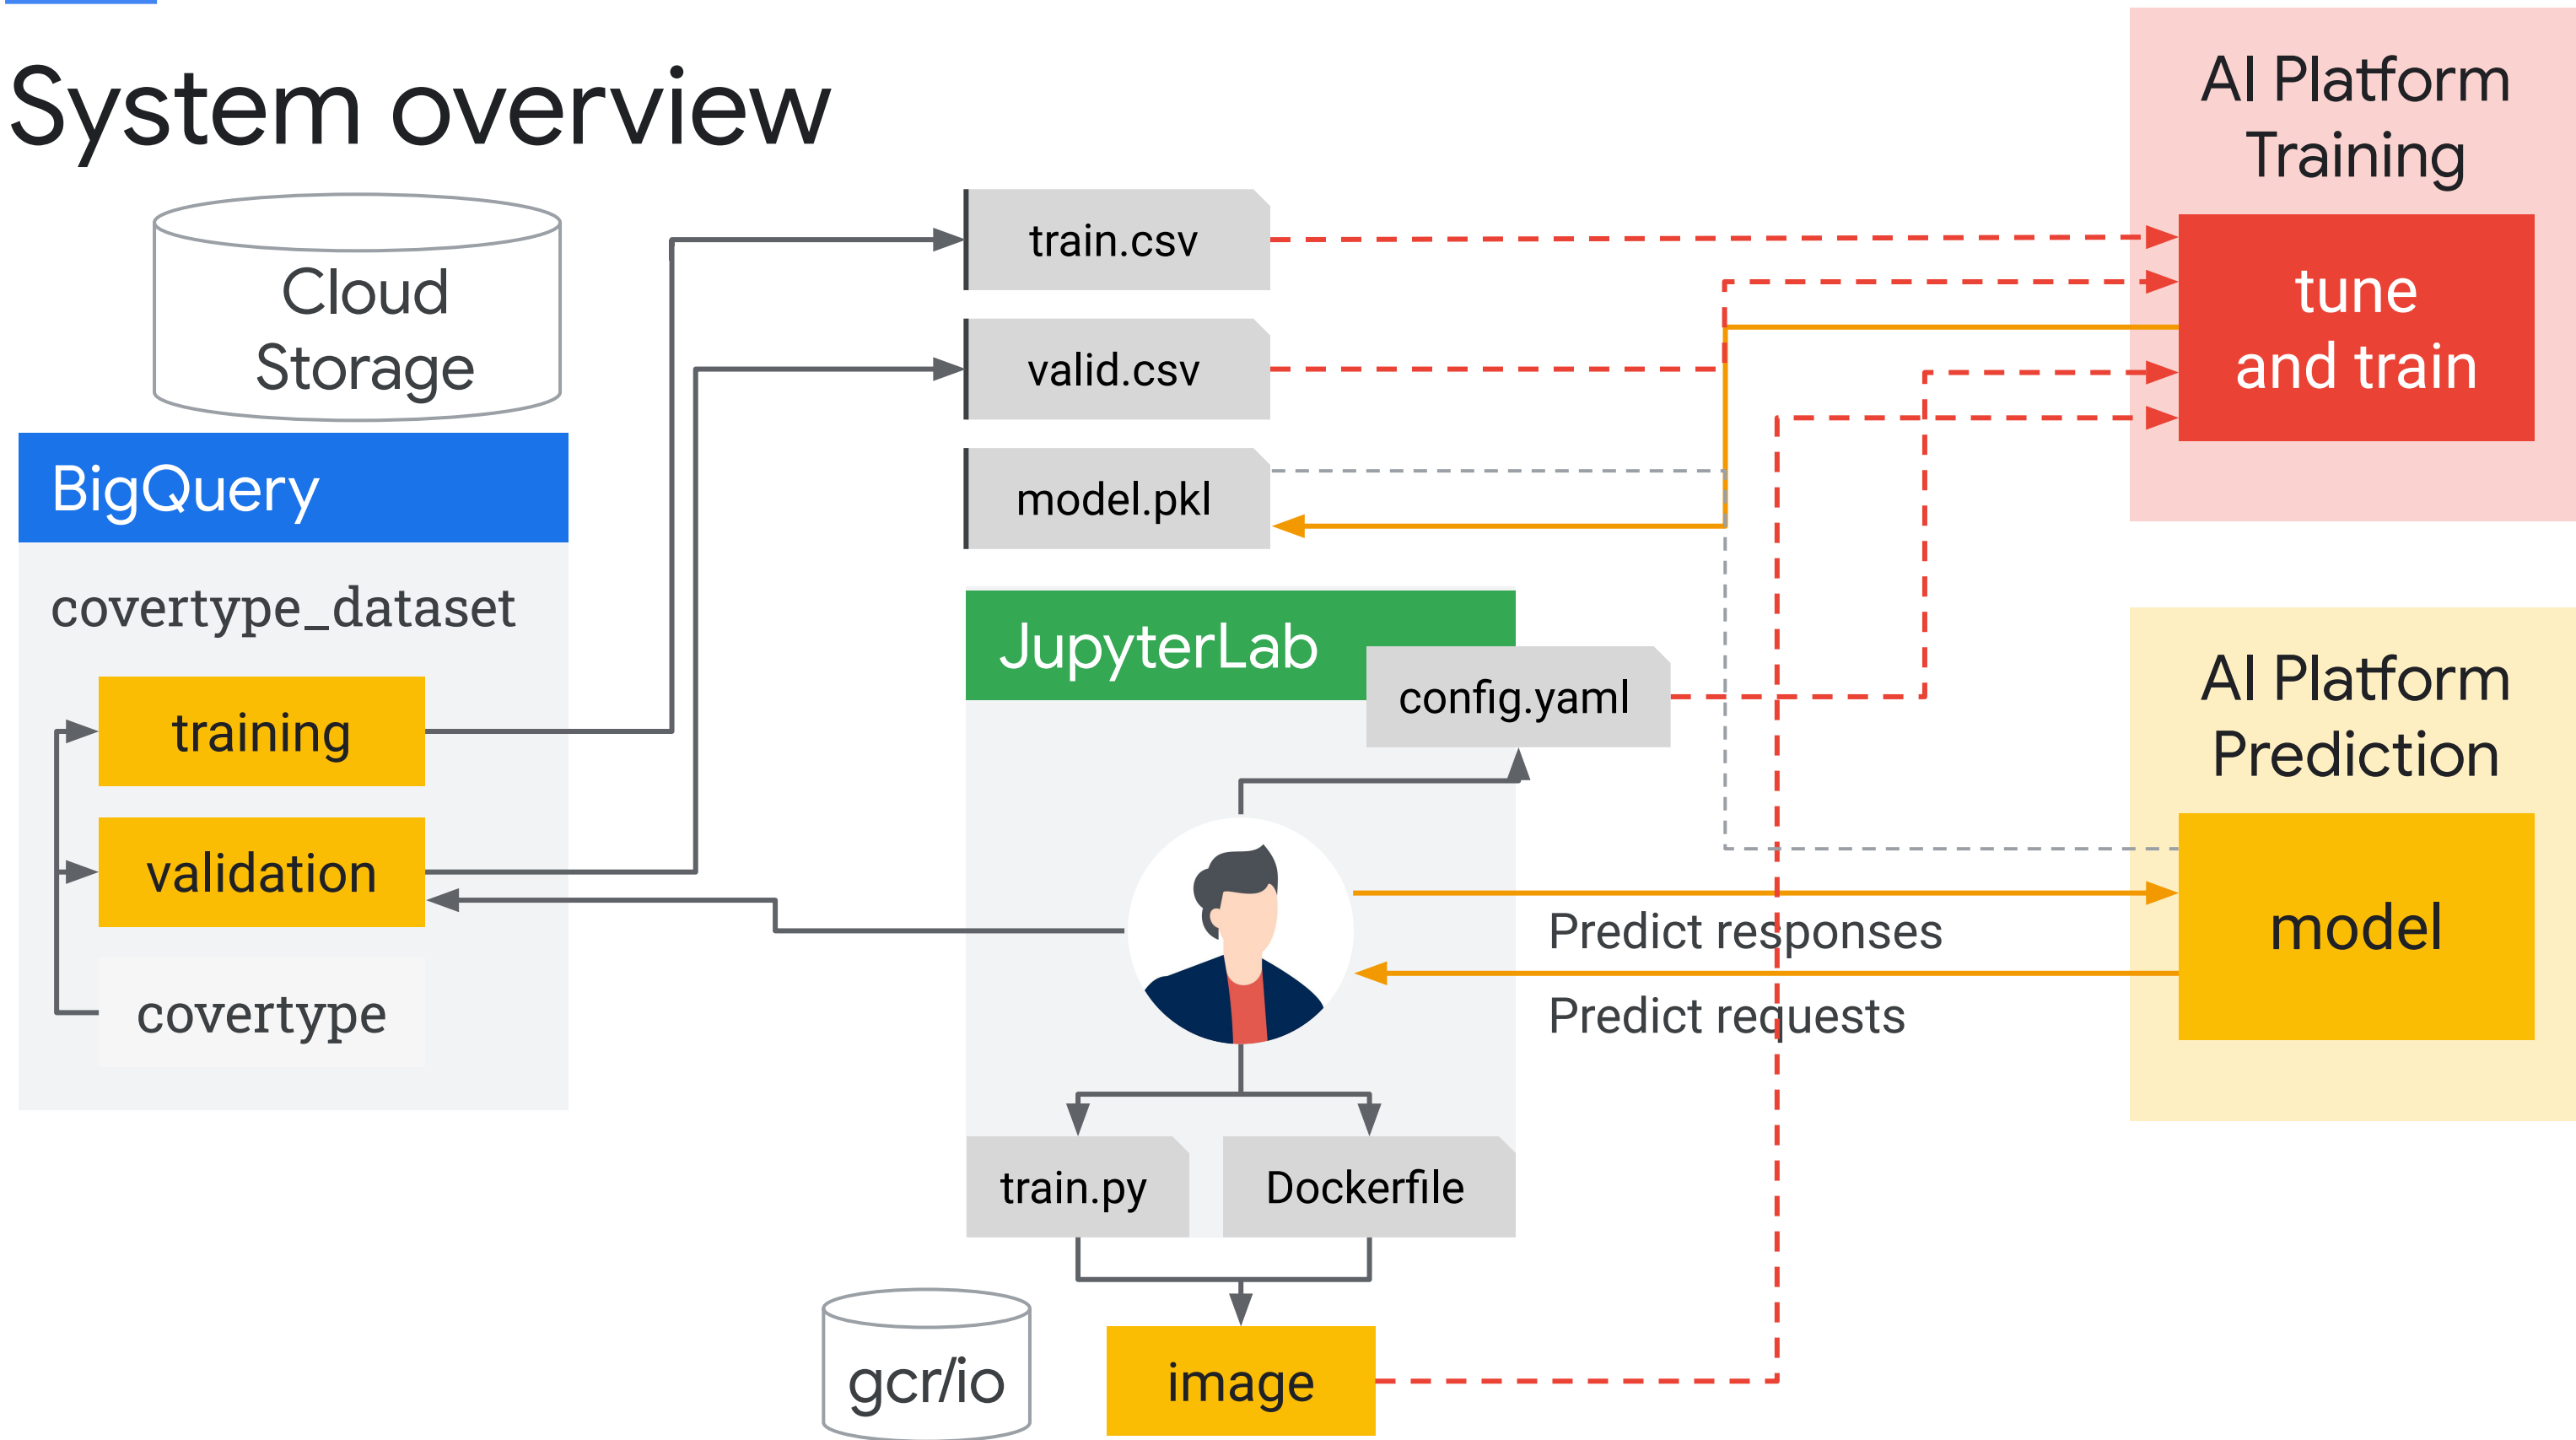 System overview
Cloud
Storage
BigQuery
covertype_dataset
training
validation
covertype
train.csv
valid.csv
model.pkl
JupyterLab
config.yaml
train.py
Dockerfile
gcr/io
image
Predict responses
Predict requests
AI Platform
Training
tune
and train
AI Platform
Prediction
model